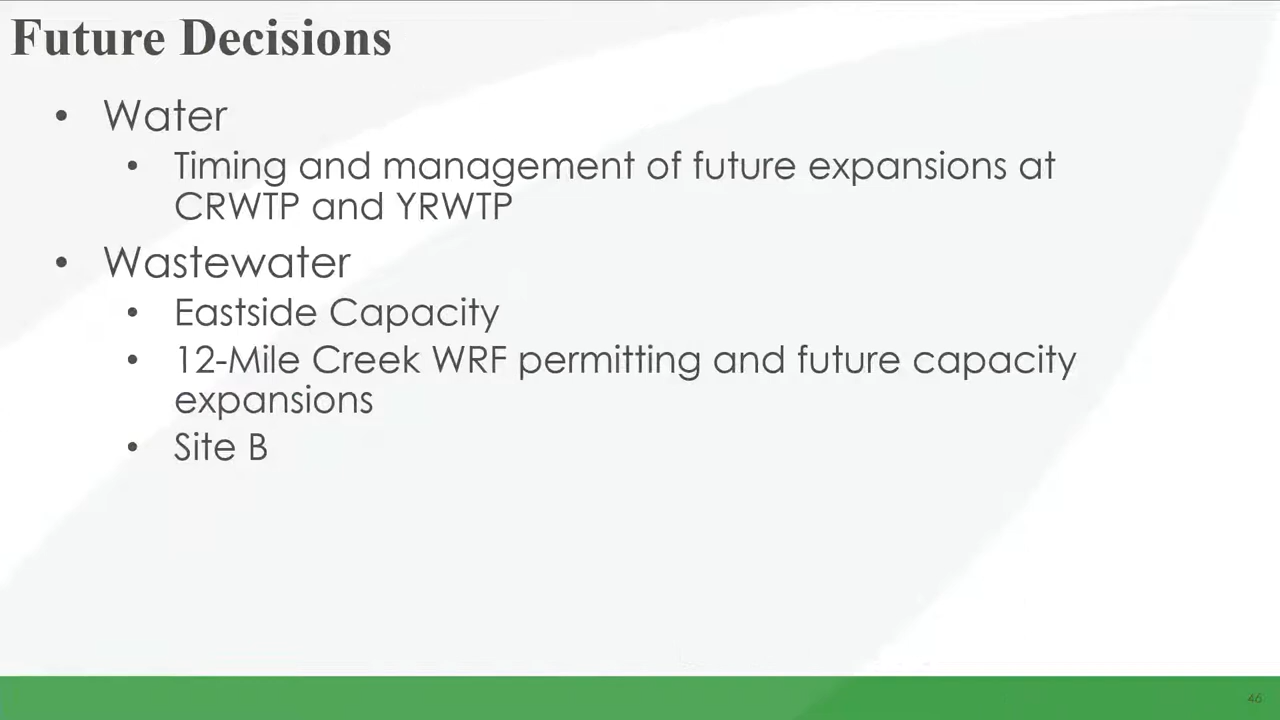 Future Decisions
• Water
• Timing and management of future expansions at
CRWTP and YRWTP
• Wastewater
• Eastside Capacity
• 12-Mile Creek WRF permitting and future capacity
expansions
• Site B
46